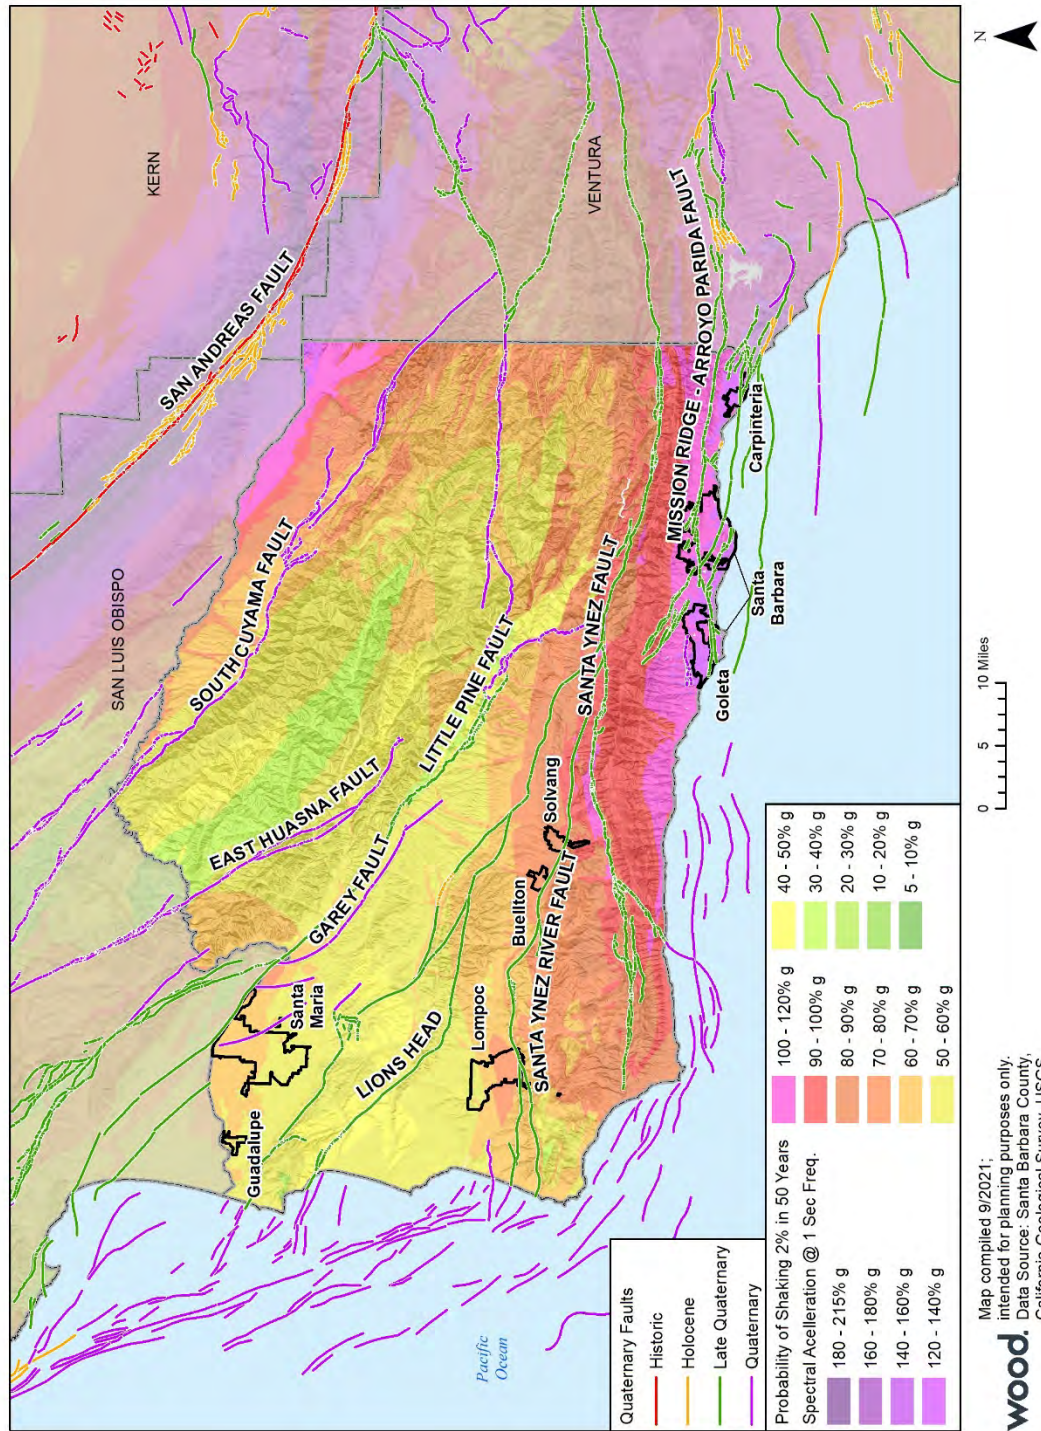 N
KERN
SAN LUIS OBISPO
VENTURA
SAN ANDREAS FAULT
SOUTH CUYAMA FAULT
EAST HUASNA FAULT
GAREY FAULT
LITTLE PINE FAULT
LIONS HEAD
SANTA YNEZ FAULT
SANTA YNEZ RIVER FAULT
MISSION RIDGE - ARROYO PARIDA FAULT
Guadalupe
Santa
Maria
Lompoc
Buellton
Solvang
Goleta
Santa
Barbara
Carpinteria
Pacific
Ocean
Quaternary Faults
Historic
Holocene
Late Quaternary
Quaternary
Probability of Shaking 2% in 50 Years
Spectral Acelleration @ 1 Sec Freq.
180 - 215% g
160 - 180% g
140 - 160% g
120 - 140% g
100 - 120% g
90 - 100% g
80 - 90% g
70 - 80% g
60 - 70% g
50 - 60% g
40 - 50% g
30 - 40% g
20 - 30% g
10 - 20% g
5 - 10% g
0 5 10 Miles
wood.
Map compiled 9/2021;
intended for planning purposes only.
Data Source: Santa Barbara County,
California Geological Survey, USGS